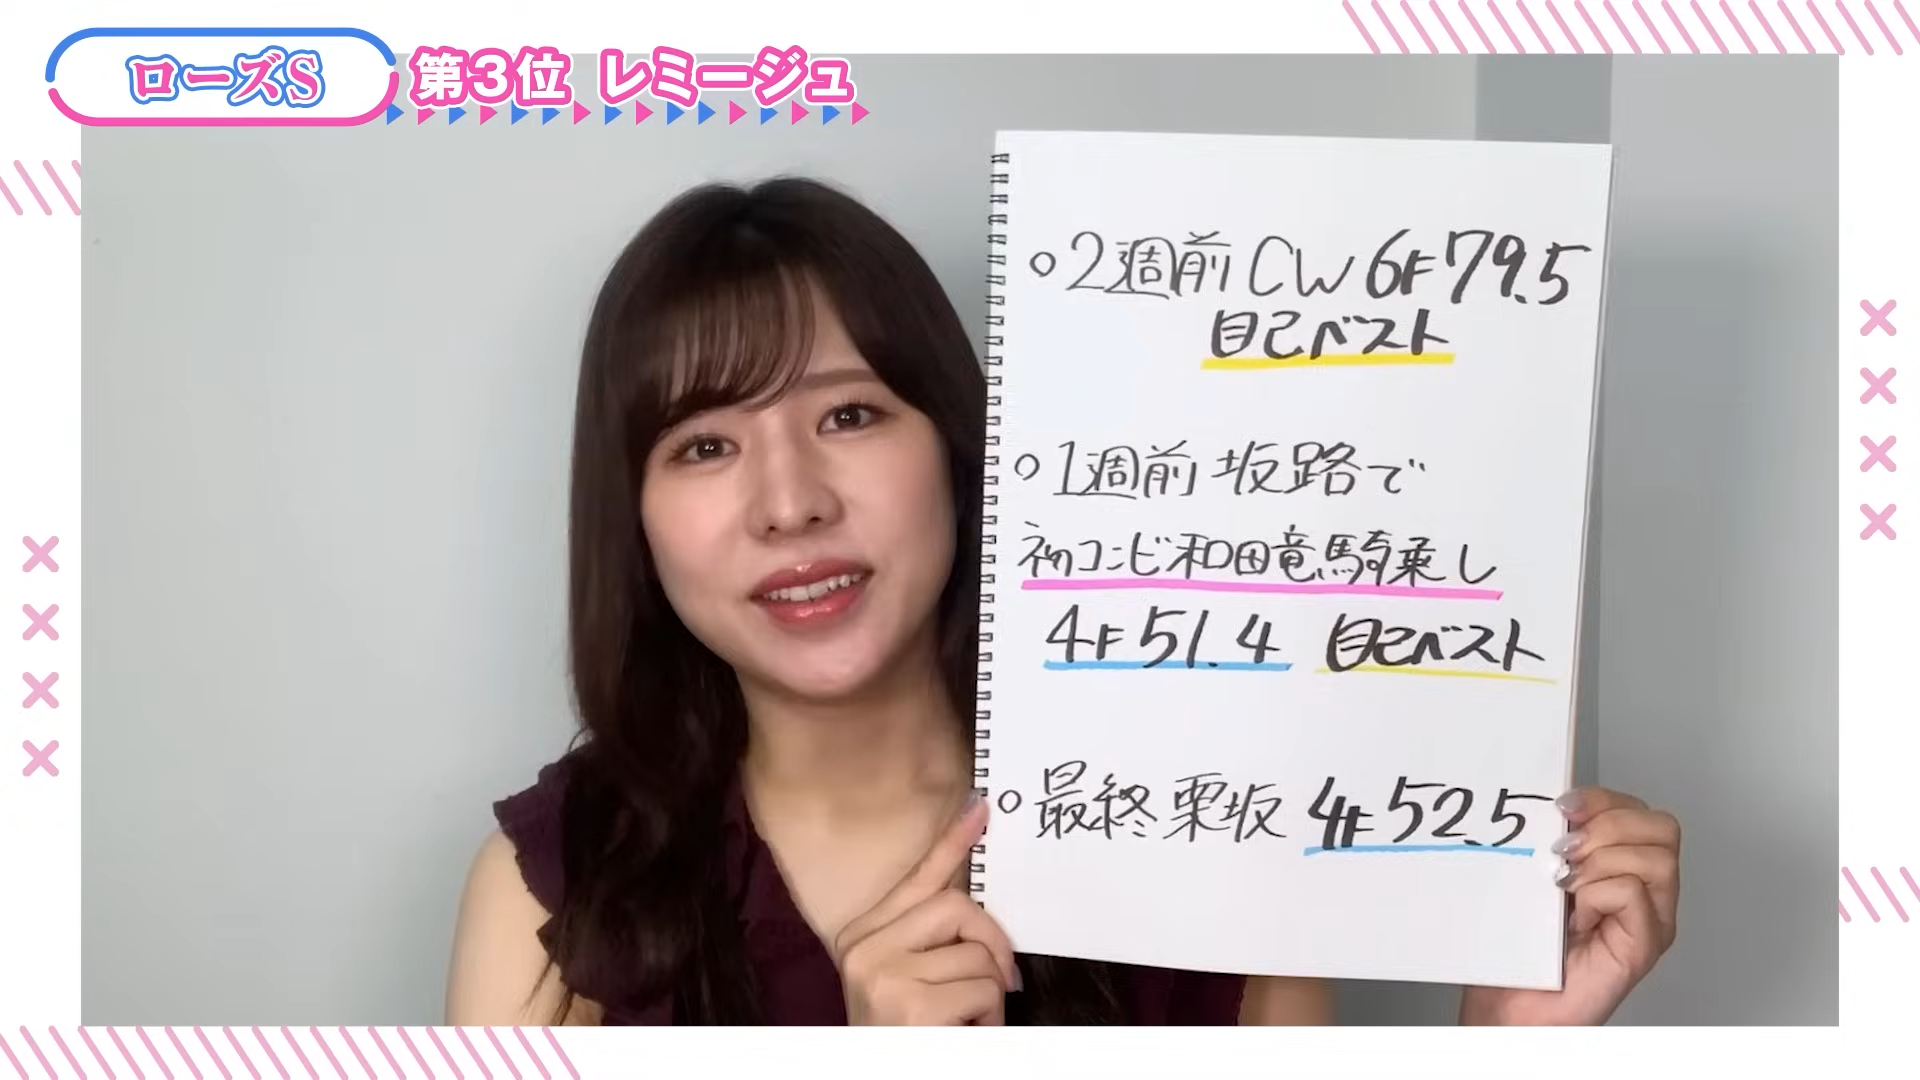 ローズS 第3位 レミージュ
○2週前 CW 6F 79.5
自己ベスト
○1週前 坂路で
初コンビ和田竜騎乗し
4F 51.4 自己ベスト
○最終 栗坂 4F 52.5